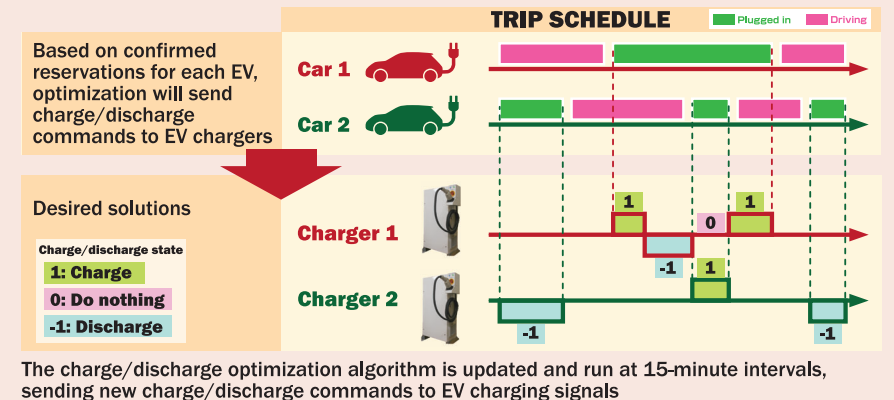 TRIP SCHEDULE
Plugged in
Driving
Based on confirmed
reservations for each EV,
optimization will send
charge/discharge
commands to EV chargers
Car 1
Car 2
Desired solutions
Charge/discharge state
1: Charge
0: Do nothing
-1: Discharge
Charger 1
1
-1
0
1
Charger 2
-1
1
-1
The charge/discharge optimization algorithm is updated and run at 15-minute intervals,
sending new charge/discharge commands to EV charging signals